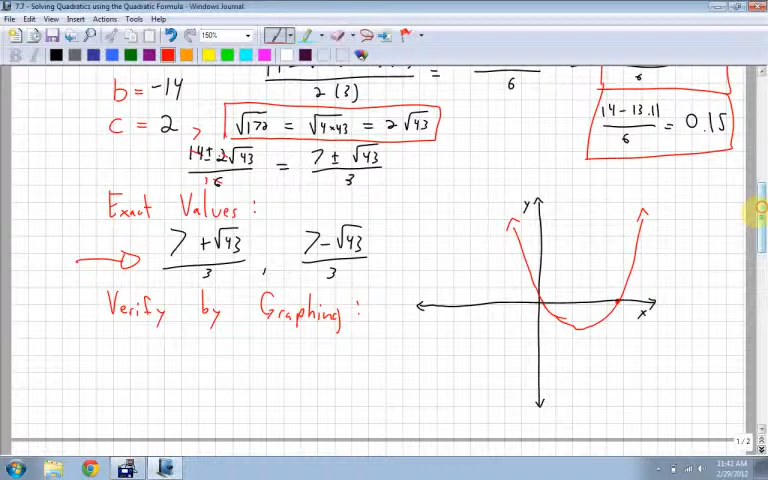 7.7 - Solving Quadratics using the Quadratic Formula - Windows Journal
File Edit View Insert Actions Tools Help
150%
B I
b = -14
2 (3)
6
6
c = 2
√172 = √4×43 = 2√43
14 - 13.11 / 6 = 0.15
7
14 ± 2√43 / 6 = 7 ± √43 / 3
Exact Values :
7 + √43 / 3 , 7 - √43 / 3
y
Verify by Graphing :
x
1 / 2
11:42 AM
2/29/2012